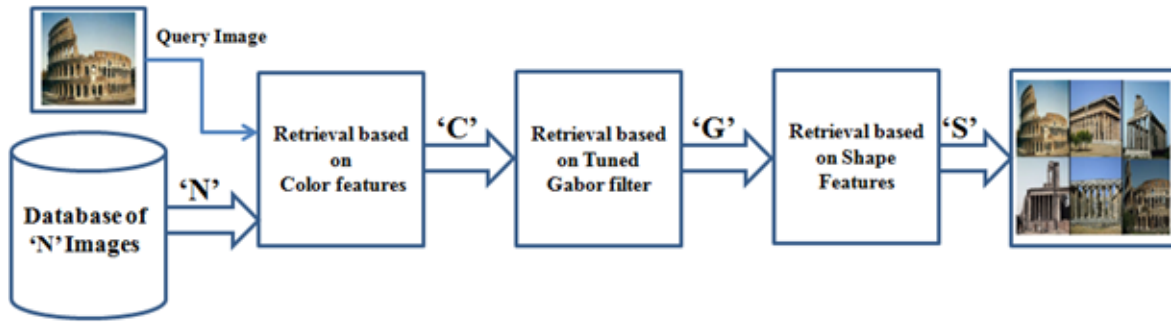 Query Image
Database of
‘N’ Images
‘N’
Retrieval based
on
Color features
‘C’
Retrieval based
on Tuned
Gabor filter
‘G’
Retrieval based
on Shape
Features
‘S’